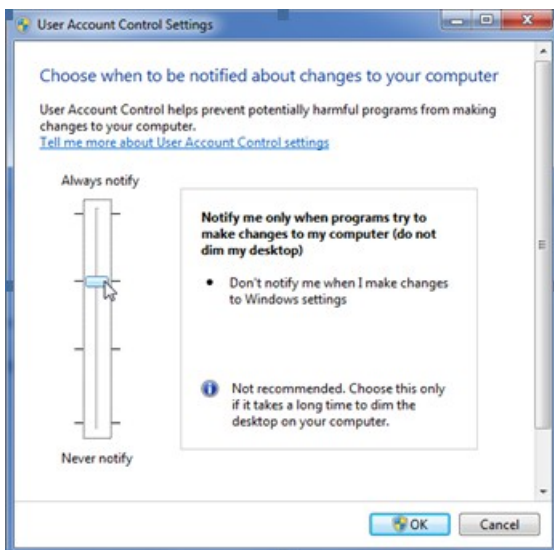 User Account Control Settings
Choose when to be notified about changes to your computer
User Account Control helps prevent potentially harmful programs from making
changes to your computer.
Tell me more about User Account Control settings
Always notify
Notify me only when programs try to
make changes to my computer (do not
dim my desktop)
• Don't notify me when I make changes
to Windows settings
Not recommended. Choose this only
if it takes a long time to dim the
desktop on your computer.
Never notify
OK
Cancel